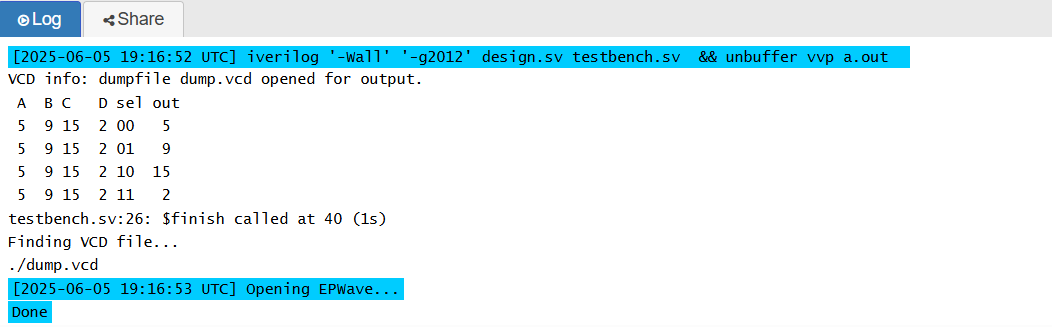 Log Share
[2025-06-05 19:16:52 UTC] iverilog '-Wall' '-g2012' design.sv testbench.sv  && unbuffer vvp a.out
VCD info: dumpfile dump.vcd opened for output.
 A  B C   D sel out
 5  9 15  2 00   5
 5  9 15  2 01   9
 5  9 15  2 10  15
 5  9 15  2 11   2
testbench.sv:26: $finish called at 40 (1s)
Finding VCD file...
./dump.vcd
[2025-06-05 19:16:53 UTC] Opening EPWave...
Done